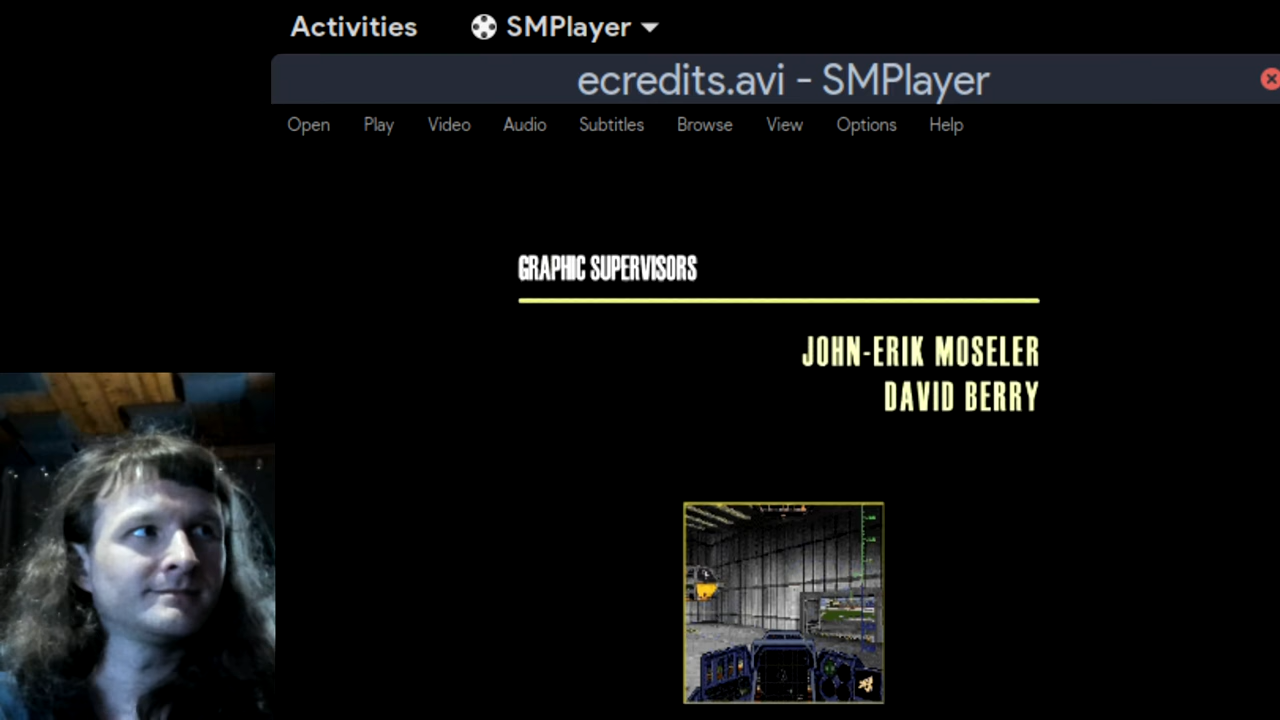 Activities SMPlayer
ecredits.avi - SMPlayer
Open Play Video Audio Subtitles Browse View Options Help
GRAPHIC SUPERVISORS
JOHN-ERIK MOSELER
DAVID BERRY